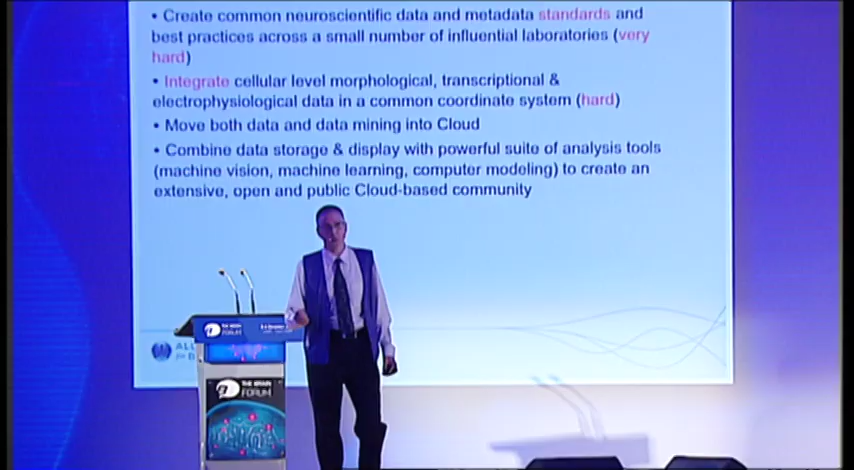 • Create common neuroscientific data and metadata standards and
best practices across a small number of influential laboratories (very
hard)
• Integrate cellular level morphological, transcriptional &
electrophysiological data in a common coordinate system (hard)
• Move both data and data mining into Cloud
• Combine data storage & display with powerful suite of analysis tools
(machine vision, machine learning, computer modeling) to create an
extensive, open and public Cloud-based community
THE BRAIN
FORUM
THE BRAIN
FORUM